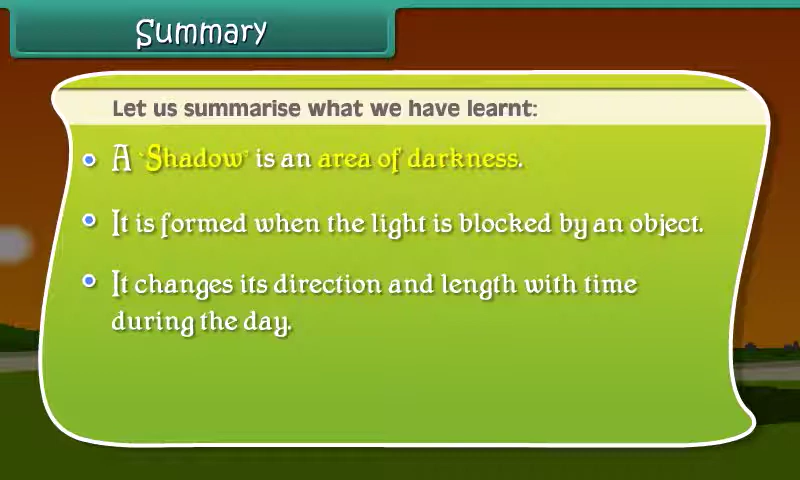 Summary
Let us summarise what we have learnt:
A 'Shadow' is an area of darkness.
It is formed when the light is blocked by an object.
It changes its direction and length with time
during the day.